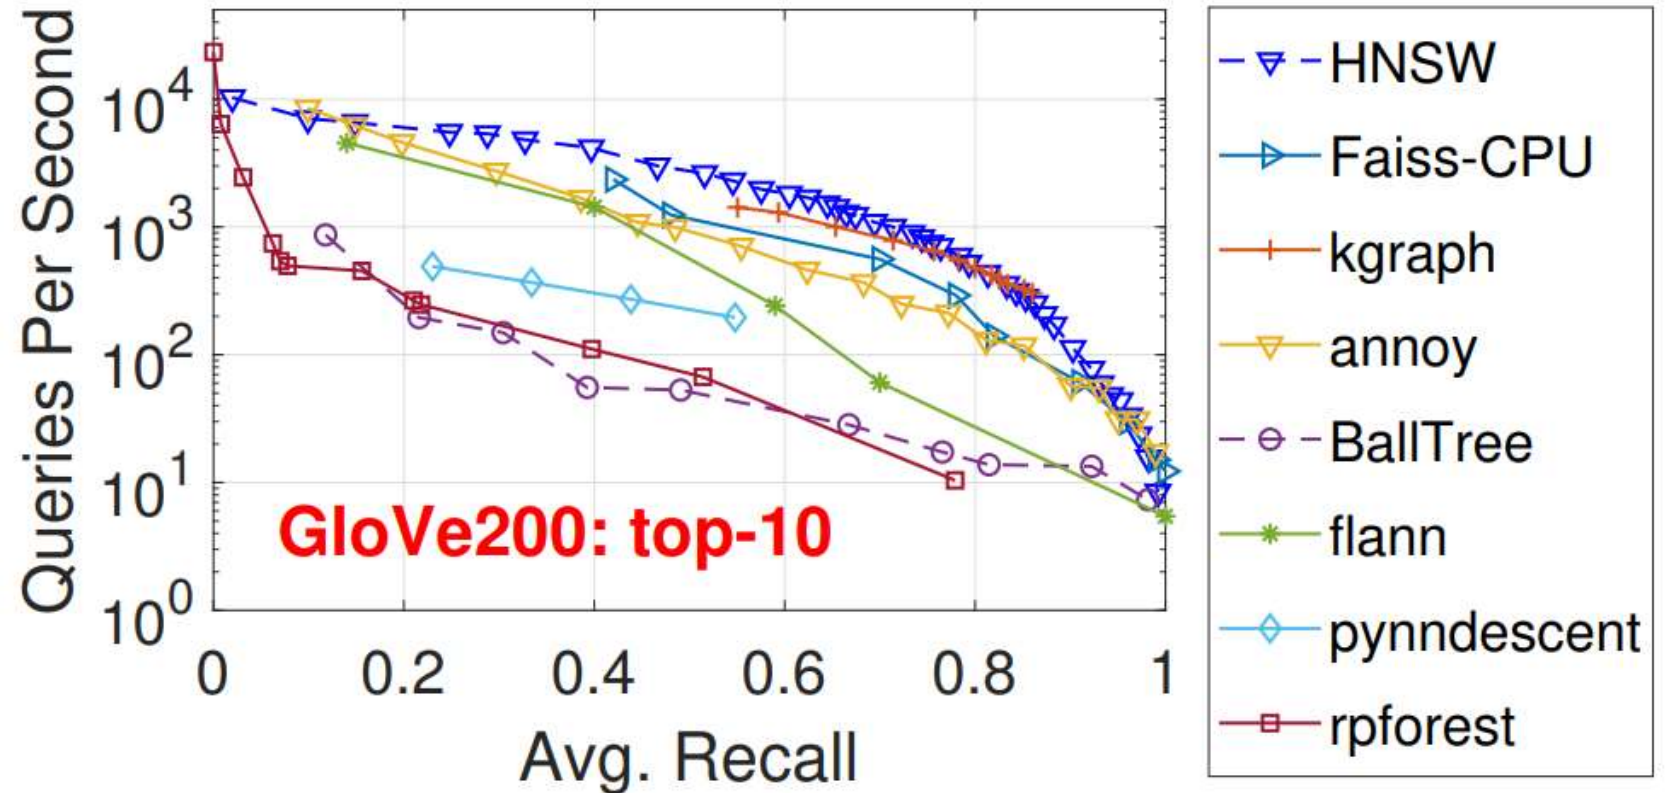 Queries Per Second
10^4
10^3
10^2
10^1
10^0
GloVe200: top-10
0 0.2 0.4 0.6 0.8 1
Avg. Recall
HNSW
Faiss-CPU
kgraph
annoy
BallTree
flann
pynndescent
rpforest